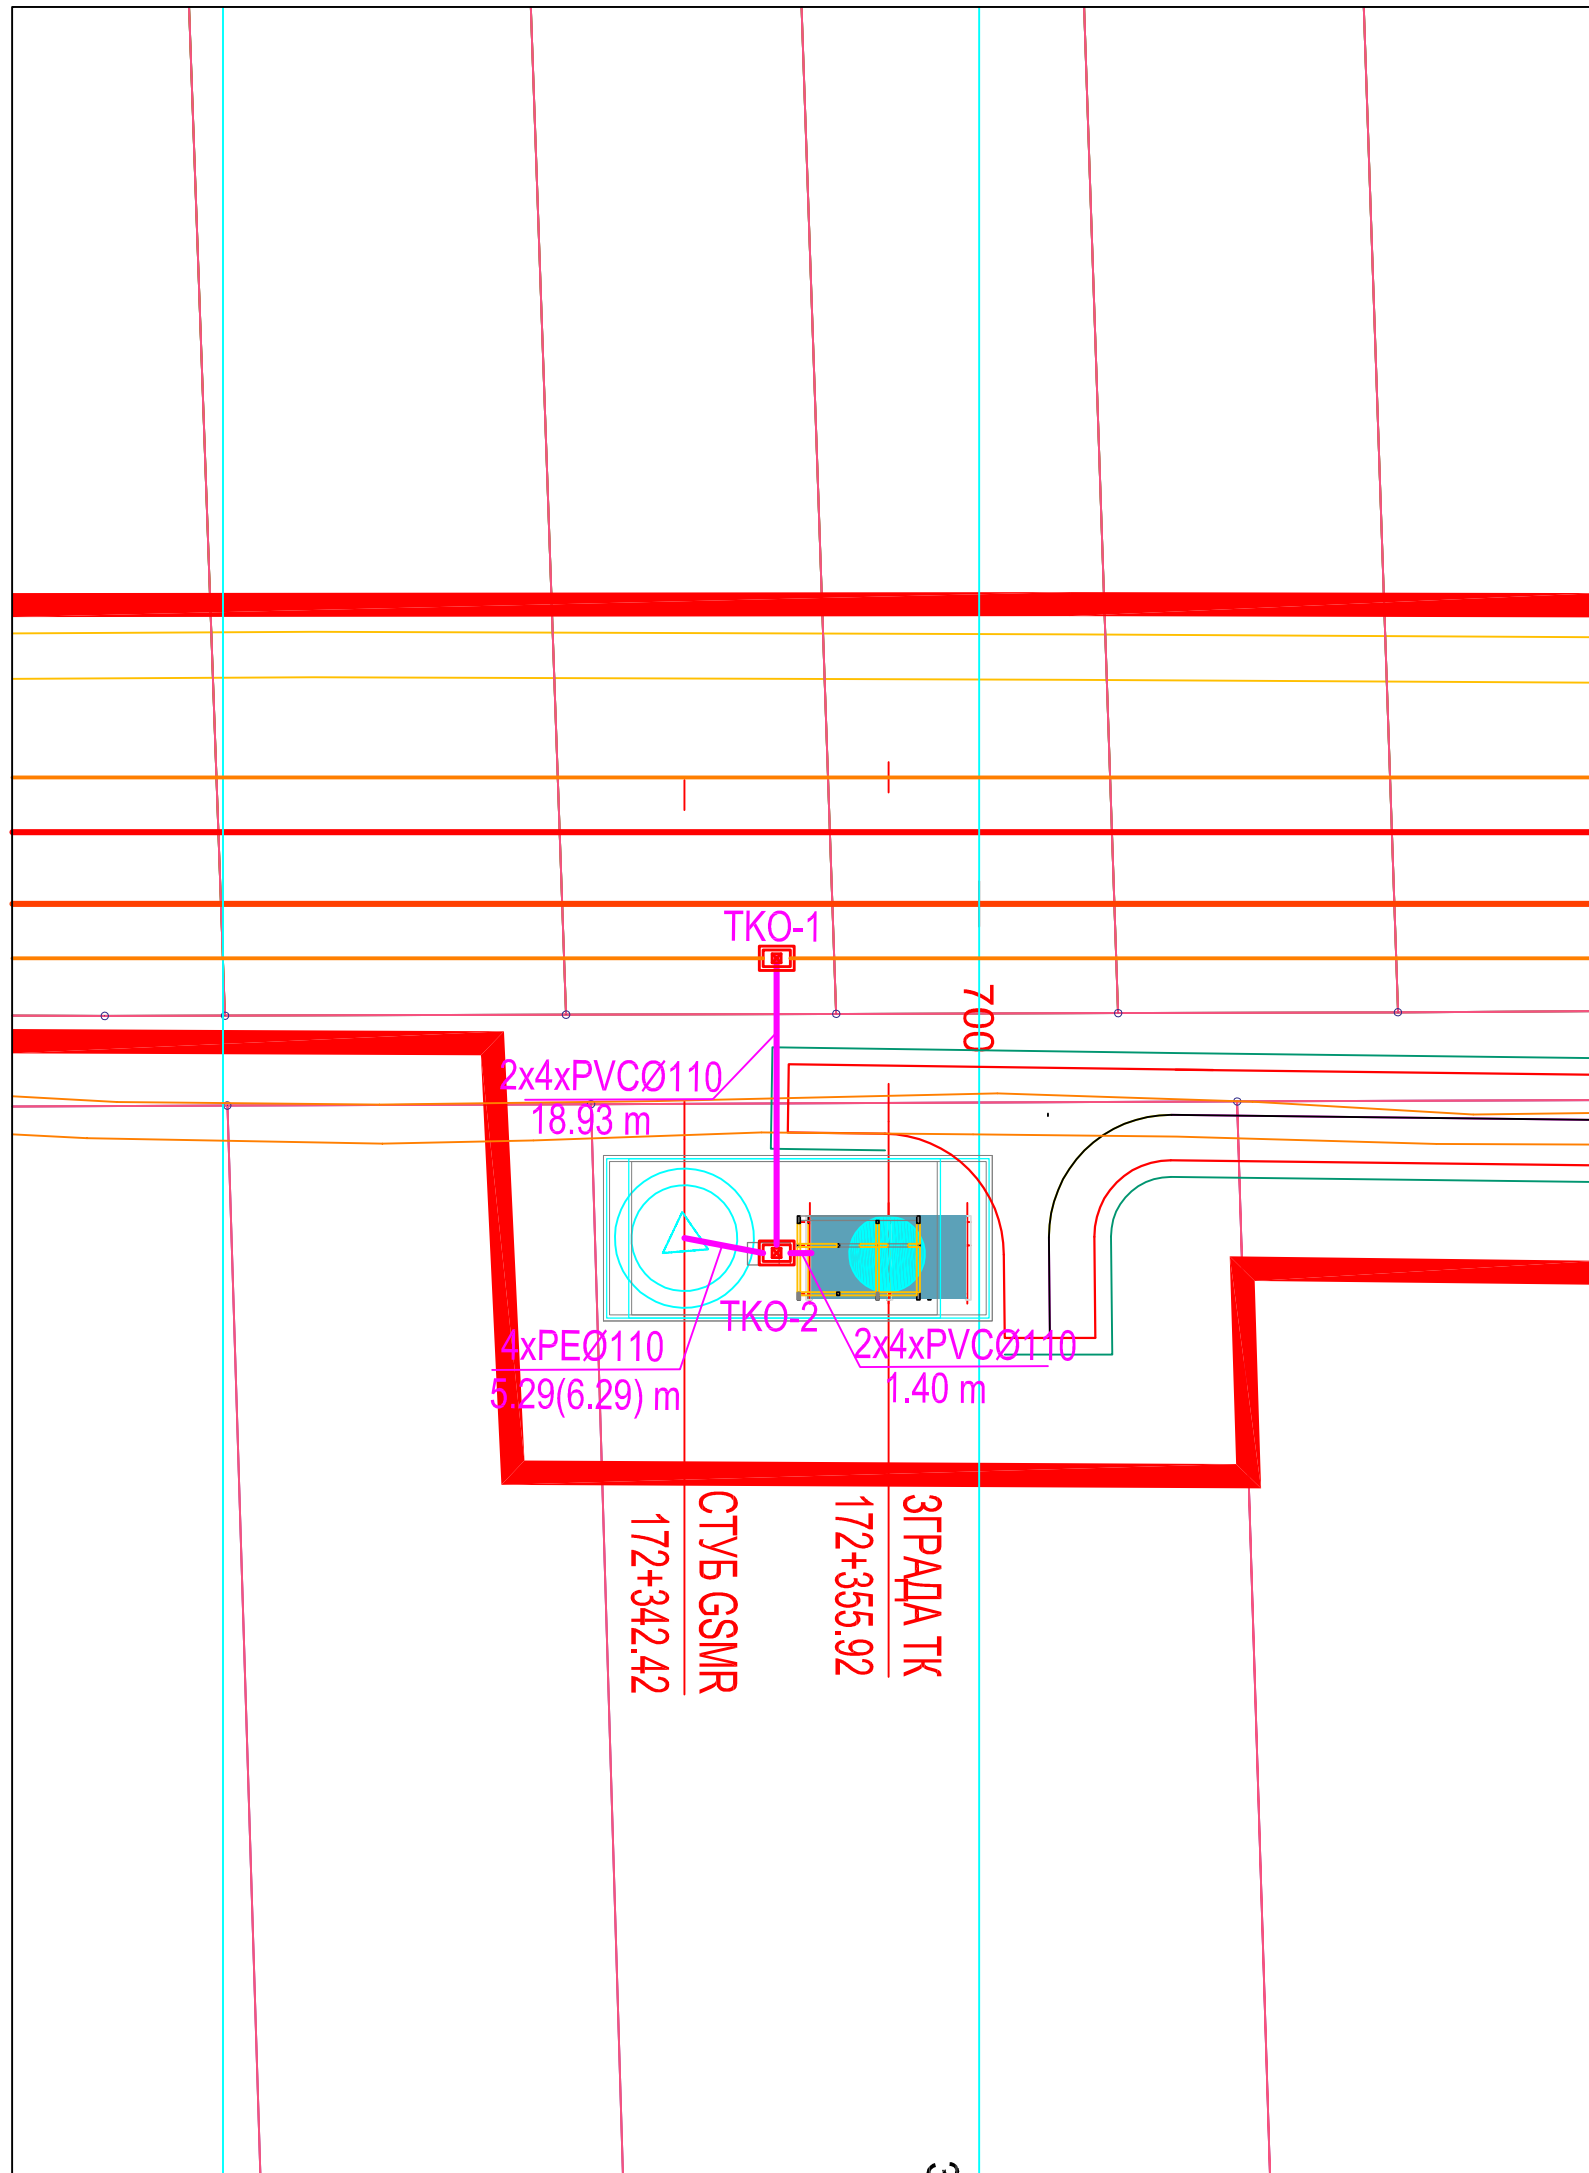 TKO-1
700
2x4xPVCØ110
18.93 m
TKO-2
4xPEØ110
5.29(6.29) m
2x4xPVCØ110
1.40 m
СТУБ GSMR
172+342.42
ЗГРАДА ТК
172+355.92